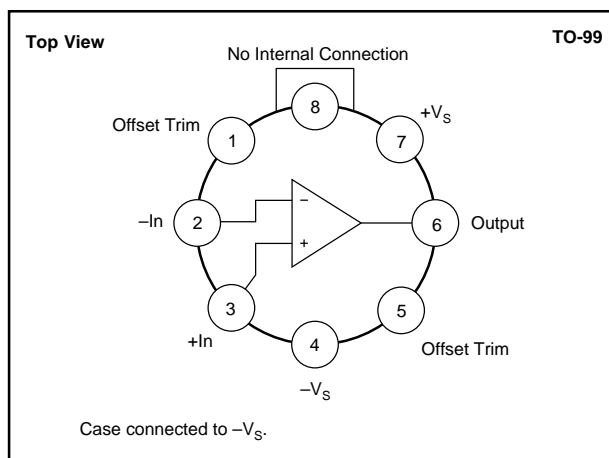 Top View
TO-99
No Internal Connection
8
Offset Trim
1
+VS
7
–In
2
–
6
Output
+
3
+In
5
Offset Trim
4
–VS
Case connected to –VS.